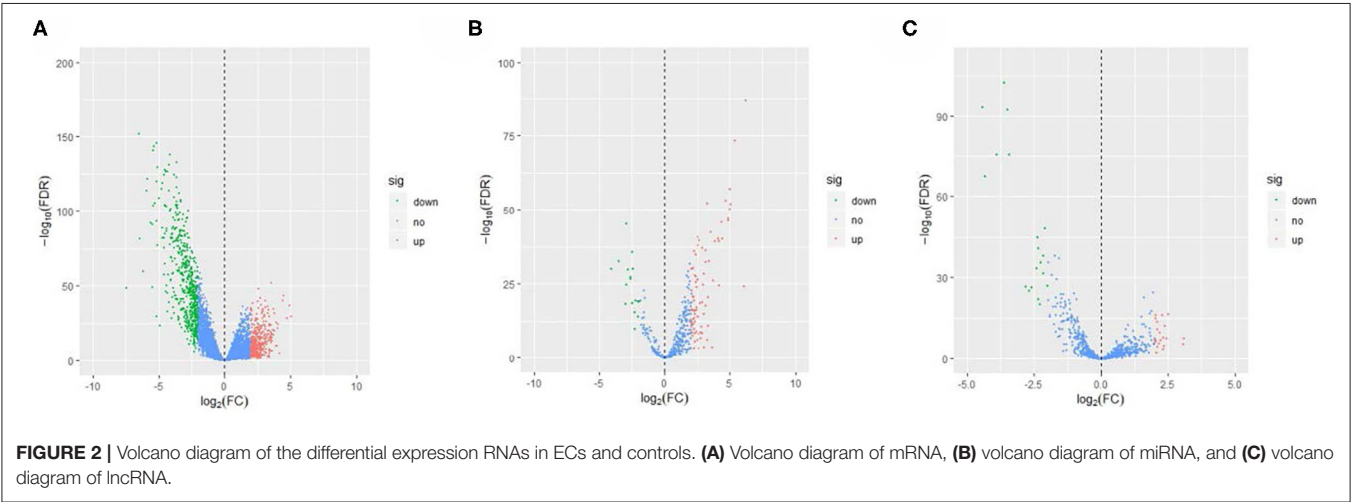 A
B
C
200
150
100
50
0
-log10(FDR)
-10
-5
0
5
10
log2(FC)
sig
down
no
up
100
75
50
25
0
-log10(FDR)
-10
-5
0
5
10
log2(FC)
sig
down
no
up
90
60
30
0
-log10(FDR)
-5.0
-2.5
0.0
2.5
5.0
log2(FC)
sig
down
no
up
FIGURE 2 | Volcano diagram of the differential expression RNAs in ECs and controls. (A) Volcano diagram of mRNA, (B) volcano diagram of miRNA, and (C) volcano
diagram of lncRNA.